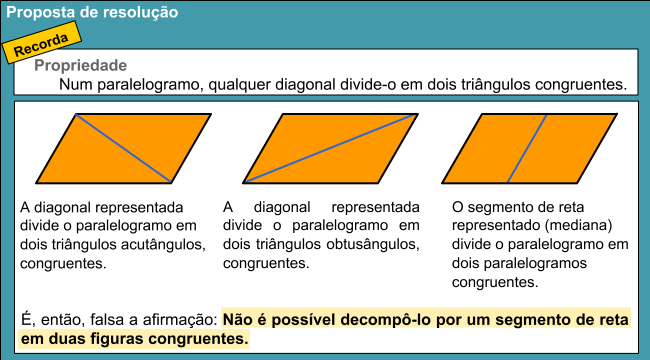 Proposta de resolução
Recorda
Propriedade
Num paralelogramo, qualquer diagonal divide-o em dois triângulos congruentes.
A diagonal representada
divide o paralelogramo em
dois triângulos acutângulos,
congruentes.
A diagonal representada
divide o paralelogramo em
dois triângulos obtusângulos,
congruentes.
O segmento de reta
representado (mediana)
divide o paralelogramo em
dois paralelogramos
congruentes.
É, então, falsa a afirmação: Não é possível decompô-lo por um segmento de reta
em duas figuras congruentes.